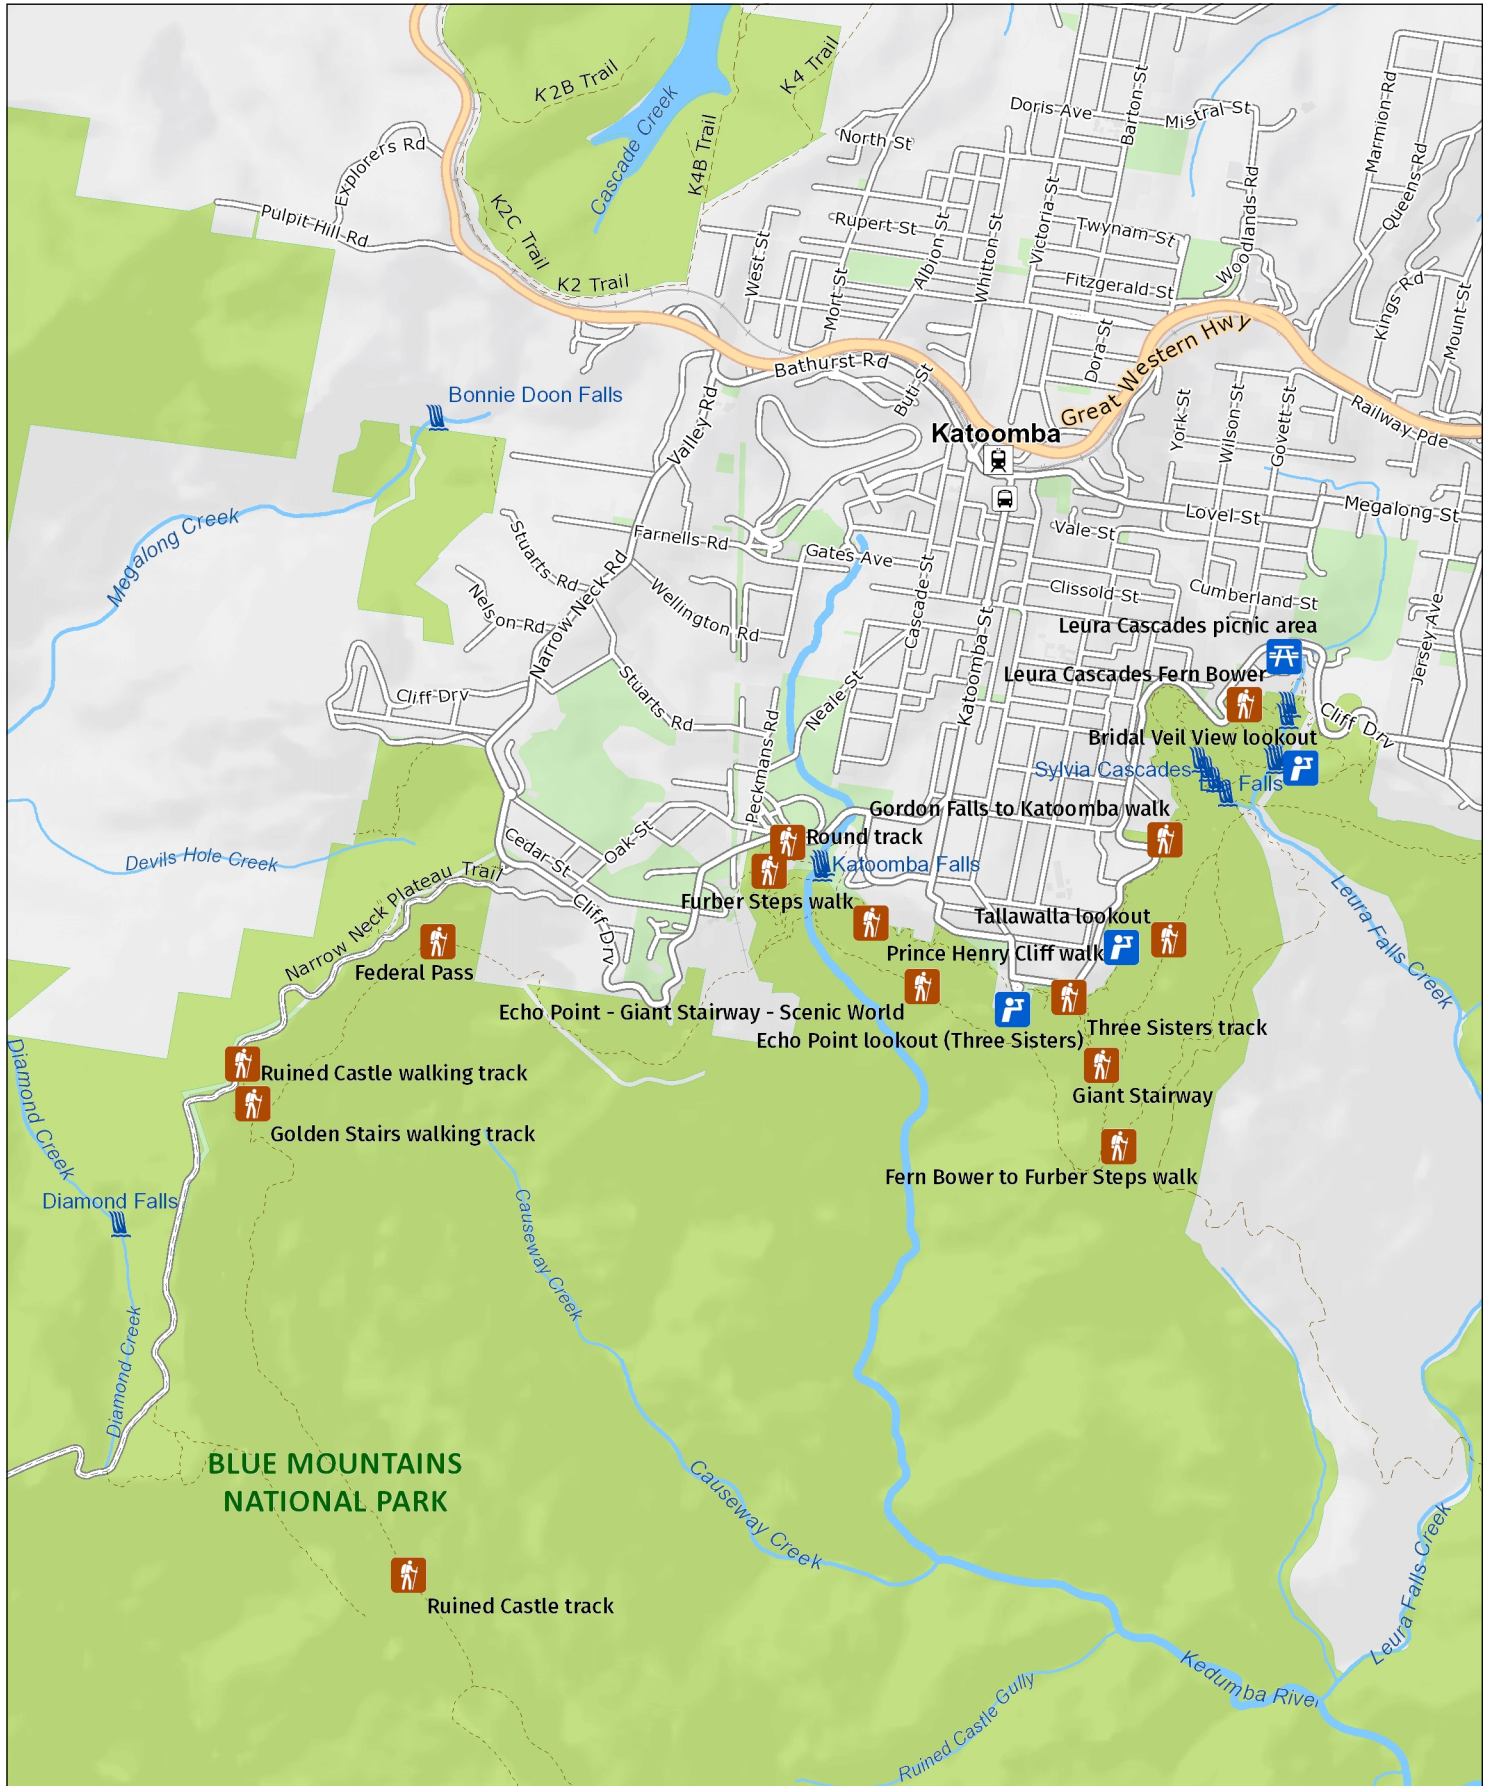 K2B Trail
K4 Trail
Cascade Creek
K4B Trail
Doris Ave
Barton St
Mistral St
Marmion Rd
Queens Rd
North St
Explorers Rd
Pulpit Hill Rd
K2C Trail
K2 Trail
West St
Rupert St
Mort St
Albion St
Whitton St
Victoria St
Twynam St
Woodlands Rd
Fitzgerald St
Kings Rd
Mount St
Dora St
Great Western Hwy
Bathurst Rd
Buti St
Valley Rd
Bonnie Doon Falls
Katoomba
York St
Wilson St
Govett St
Railway Pde
Megalong Creek
Megalong St
Lovel St
Vale St
Farnells Rd
Gates Ave
Stuarts Rd
Nelson Rd
Narrow Neck Rd
Wellington Rd
Cascade St
Clissold St
Cumberland St
Jersey Ave
Katoomba St
Leura Cascades picnic area
Leura Cascades Fern Bower
Cliff Drv
Stuarts Rd
Neale St
Peckmans Rd
Cliff Drv
Bridal Veil View lookout
Sylvia Cascades
Falls
Gordon Falls to Katoomba walk
Round track
Katoomba Falls
Devils Hole Creek
Cedar St
Oak St
Narrow Neck Plateau Trail
Cliff Drv
Furber Steps walk
Leura Falls Creek
Tallawalla lookout
Prince Henry Cliff walk
Federal Pass
Echo Point - Giant Stairway - Scenic World
Echo Point lookout (Three Sisters)
Three Sisters track
Diamond Creek
Ruined Castle walking track
Giant Stairway
Golden Stairs walking track
Fern Bower to Furber Steps walk
Diamond Falls
Causeway Creek
Diamond Creek
BLUE MOUNTAINS
NATIONAL PARK
Causeway Creek
Ruined Castle track
Leura Falls Creek
Kedumba River
Ruined Castle Gully